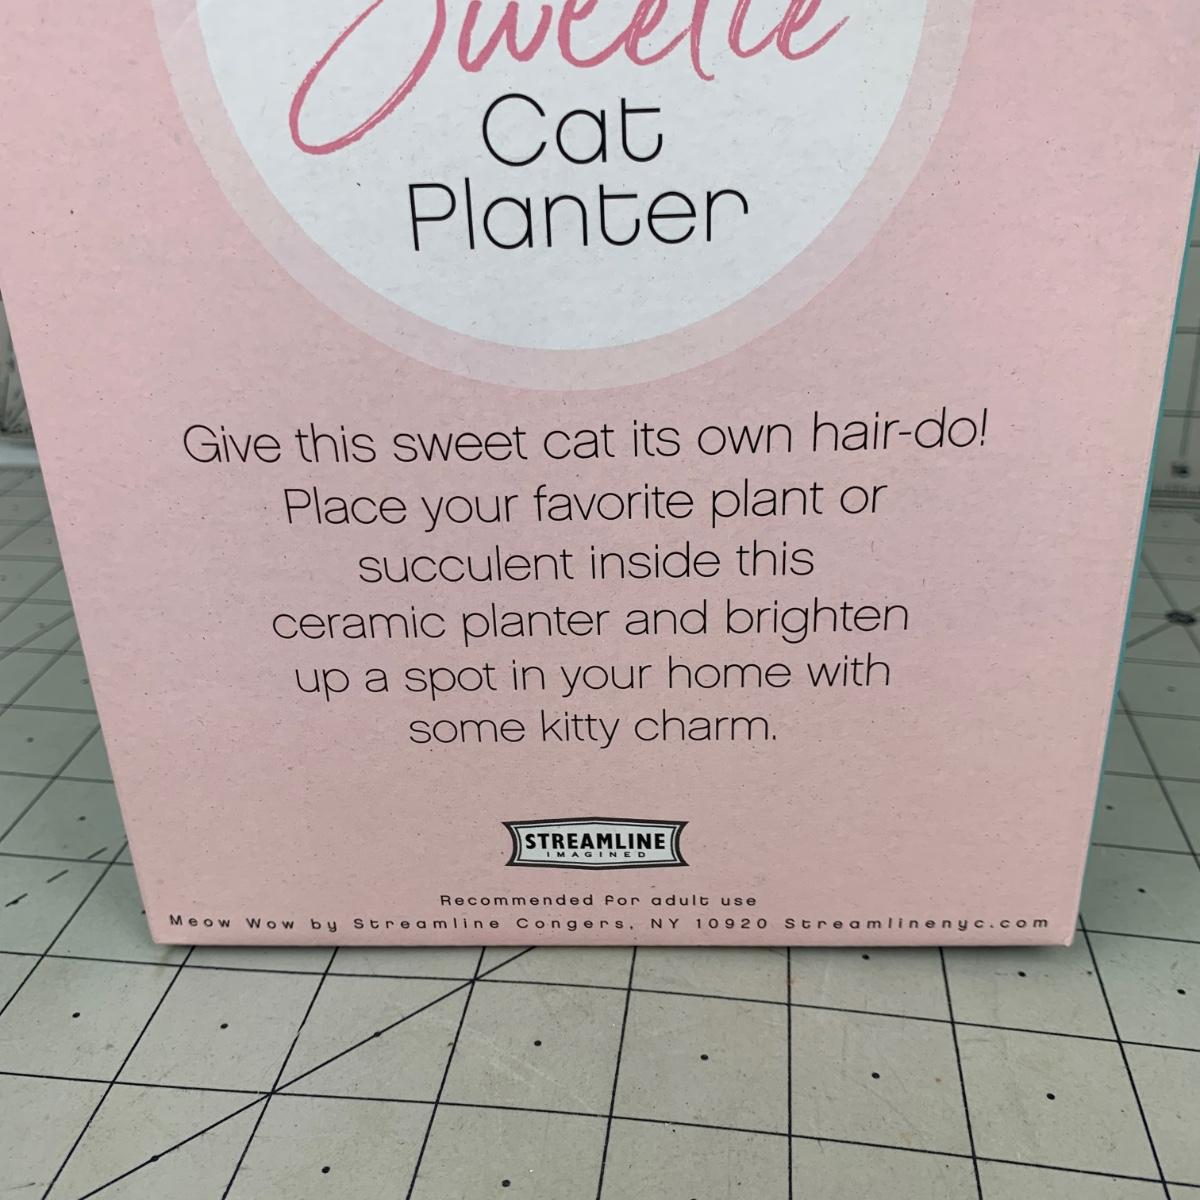 Sweetie
Cat
Planter
Give this sweet cat its own hair-do!
Place your favorite plant or
succulent inside this
ceramic planter and brighten
up a spot in your home with
some kitty charm.
STREAMLINE
IMAGINED
Recommended for adult use
Meow Wow by Streamline Congers, NY 10920 Streamlinenyc.com